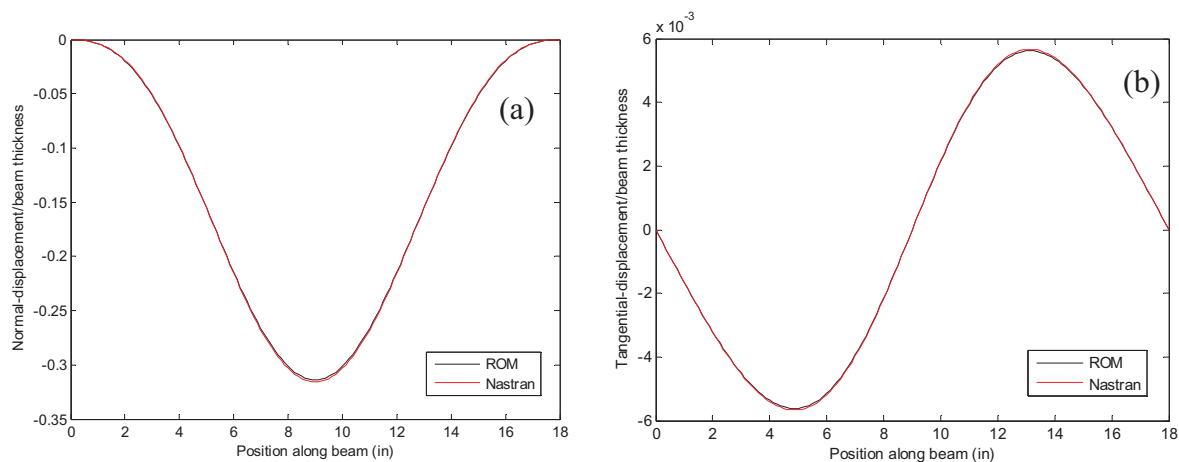 0
-0.05
-0.1
-0.15
-0.2
-0.25
-0.3
-0.35
0 2 4 6 8 10 12 14 16 18
Normal-displacement/beam thickness
Position along beam (in)
(a)
ROM
Nastran
x 10-3
6
4
2
0
-2
-4
-6
0 2 4 6 8 10 12 14 16 18
Tangential-displacement/beam thickness
Position along beam (in)
(b)
ROM
Nastran